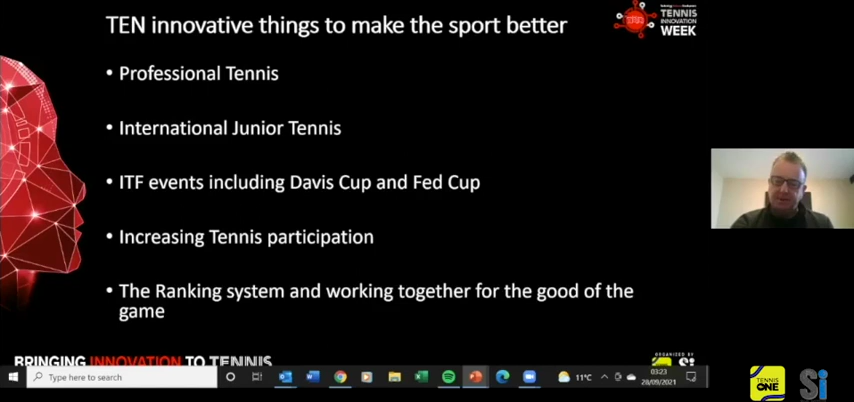 TEN innovative things to make the sport better
TENNIS
INNOVATION
WEEK
• Professional Tennis
• International Junior Tennis
• ITF events including Davis Cup and Fed Cup
• Increasing Tennis participation
• The Ranking system and working together for the good of the
game
BRINGING INNOVATION TO TENNIS
ORGANIZED BY
Si
Type here to search
11°C
03:23
28/09/2021
TENNIS
ONE
Si